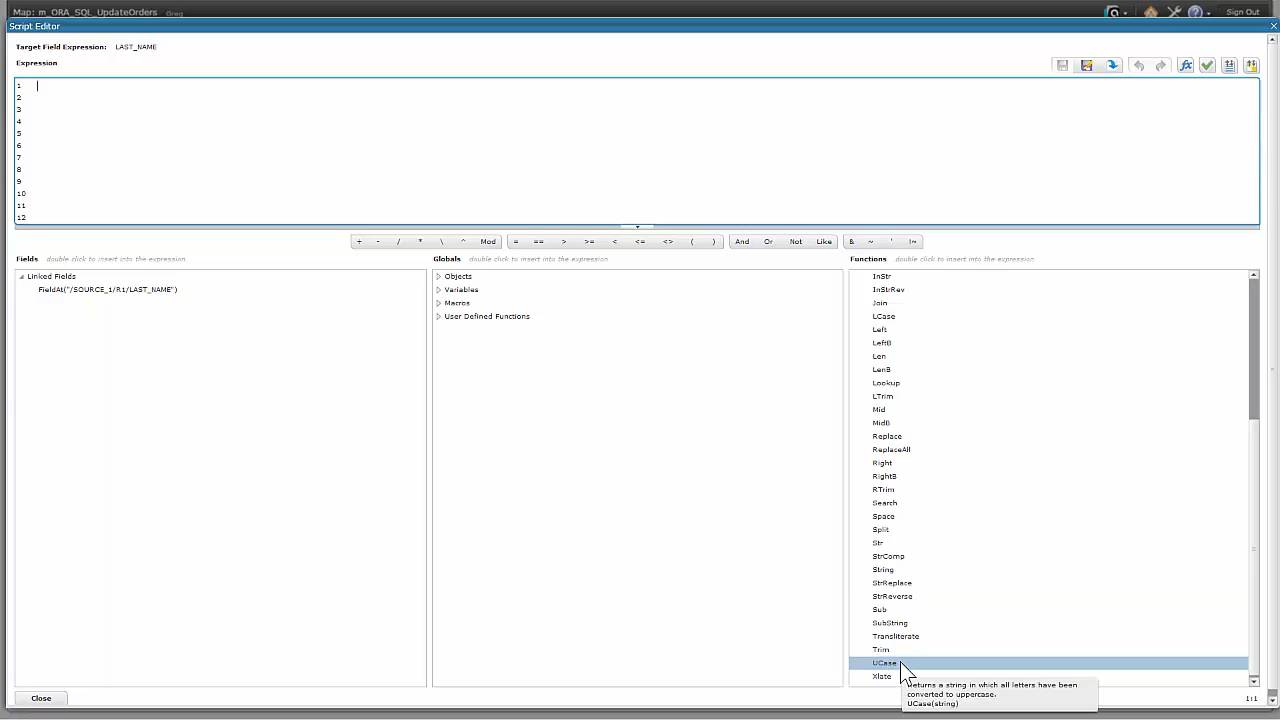 Map: m_ORA_SQL_UpdateOrders Greg Sign Out
Script Editor
Target Field Expression: LAST_NAME
Expression
1
2
3
4
5
6
7
8
9
10
11
12
+ - / * \ ^ Mod = == > >= < <= <> ( ) And Or Not Like & ~ ' !~
Fields double click to insert into the expression
Linked Fields
FieldAt("/SOURCE_1/R1/LAST_NAME")
Globals double click to insert into the expression
Objects
Variables
Macros
User Defined Functions
Functions double click to insert into the expression
InStr
InStrRev
Join
LCase
Left
LeftB
Len
LenB
Lookup
LTrim
Mid
MidB
Replace
ReplaceAll
Right
RightB
RTrim
Search
Space
Split
Str
StrComp
String
StrReplace
StrReverse
Sub
SubString
Transliterate
Trim
UCase
Xlate
Returns a string in which all letters have been
converted to uppercase.
UCase(string)
Close
1:1